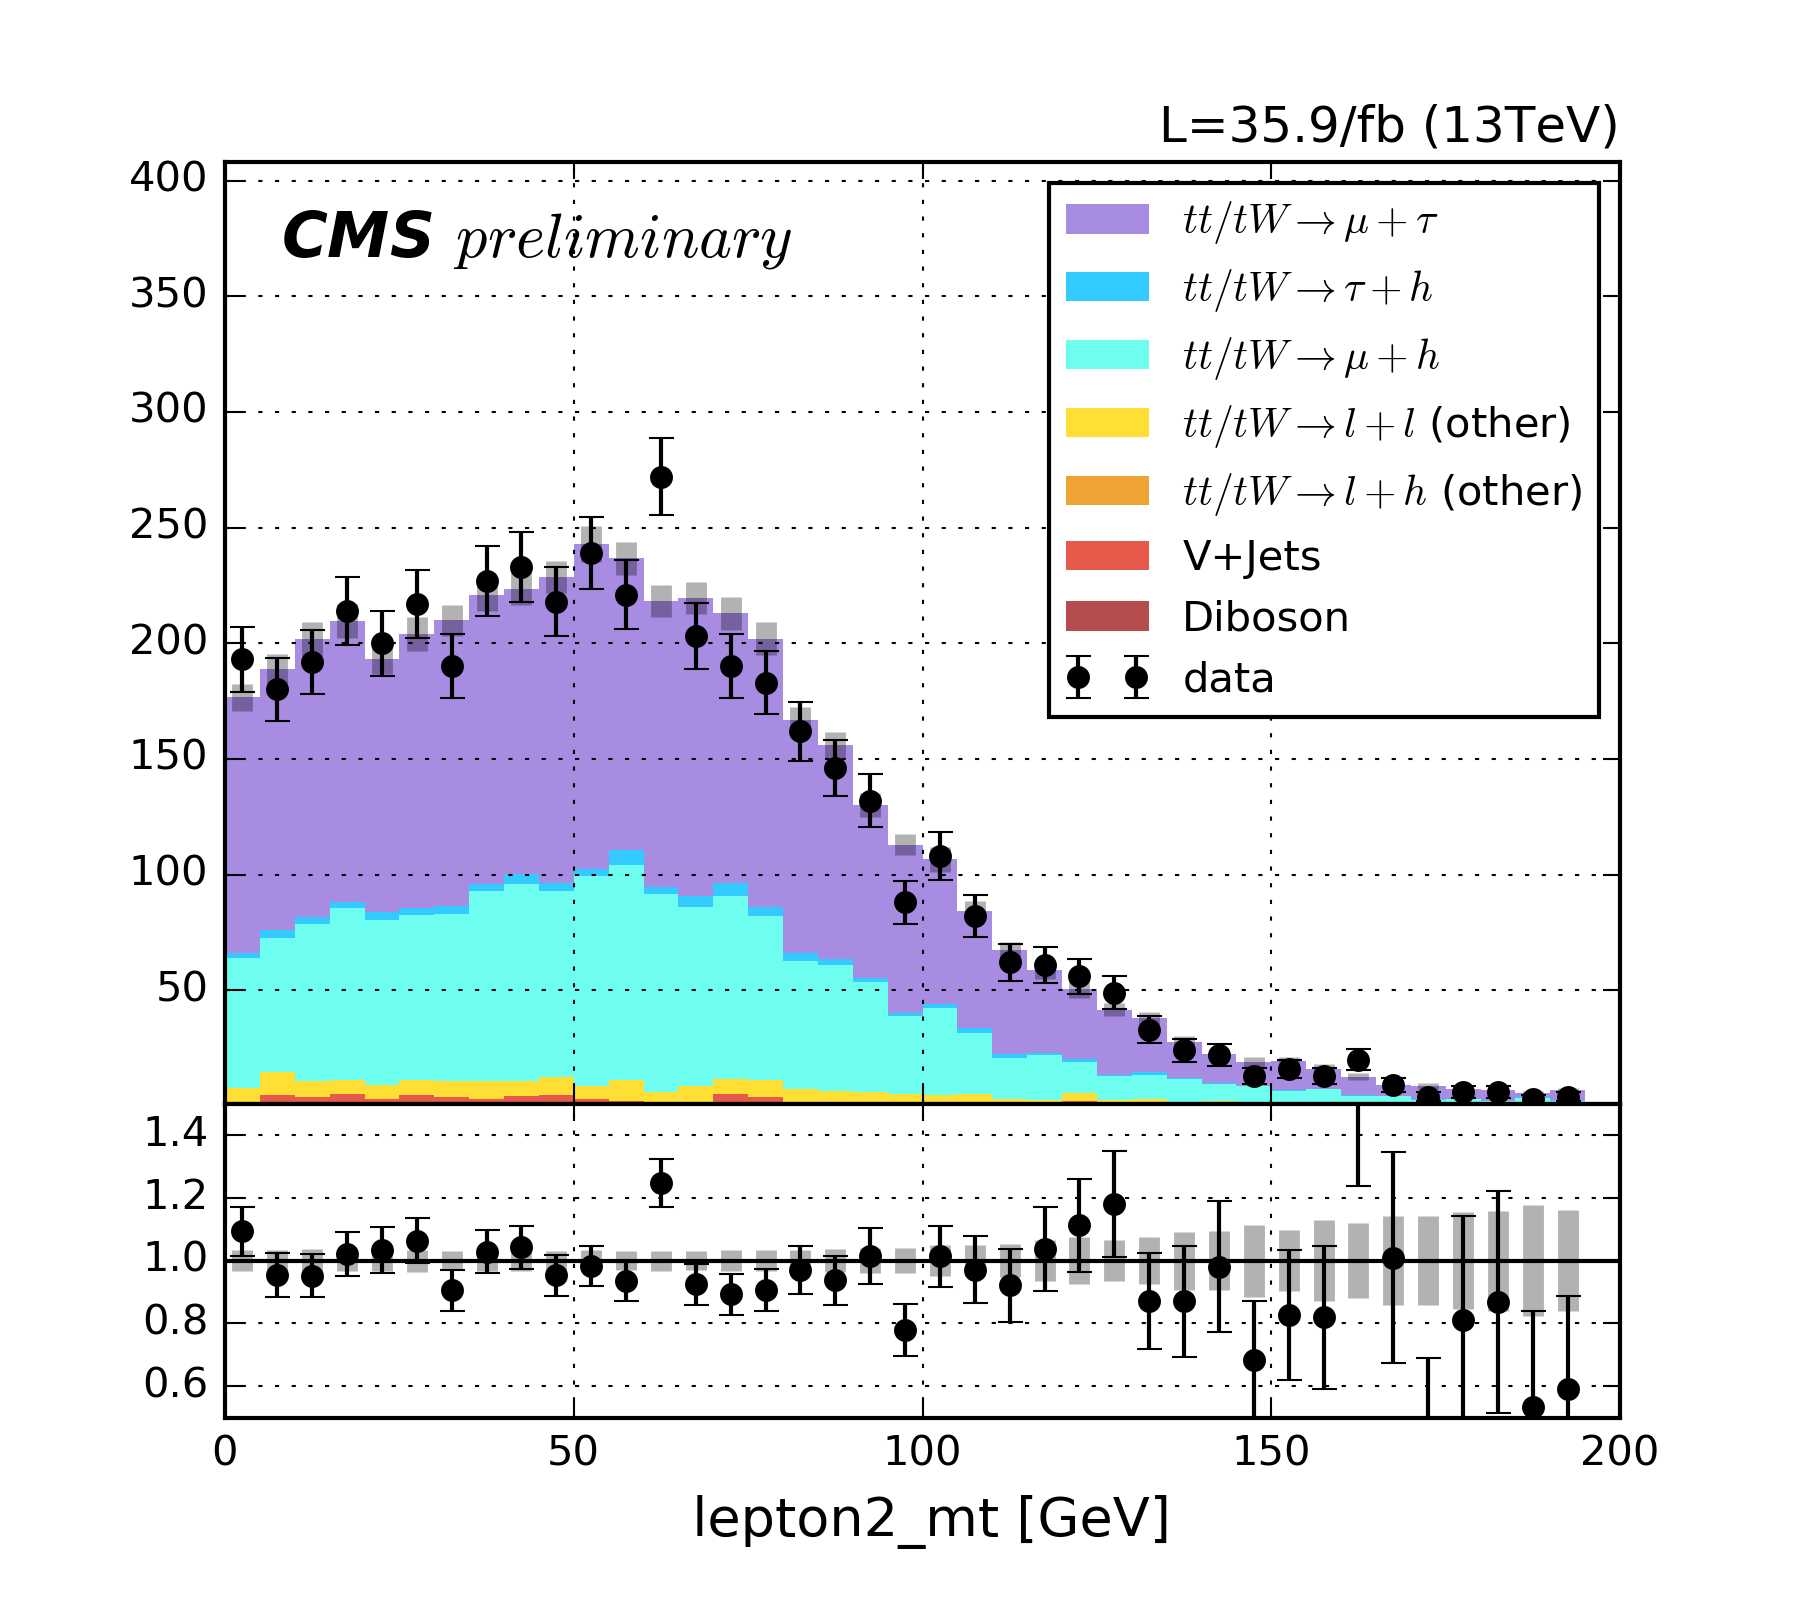 L=35.9/fb (13TeV)
CMS preliminary
400
350
300
250
200
150
100
50
tt/tW→μ+τ
tt/tW→τ+h
tt/tW→μ+h
tt/tW→l+l (other)
tt/tW→l+h (other)
V+Jets
Diboson
data
1.4
1.2
1.0
0.8
0.6
0 50 100 150 200
lepton2_mt [GeV]